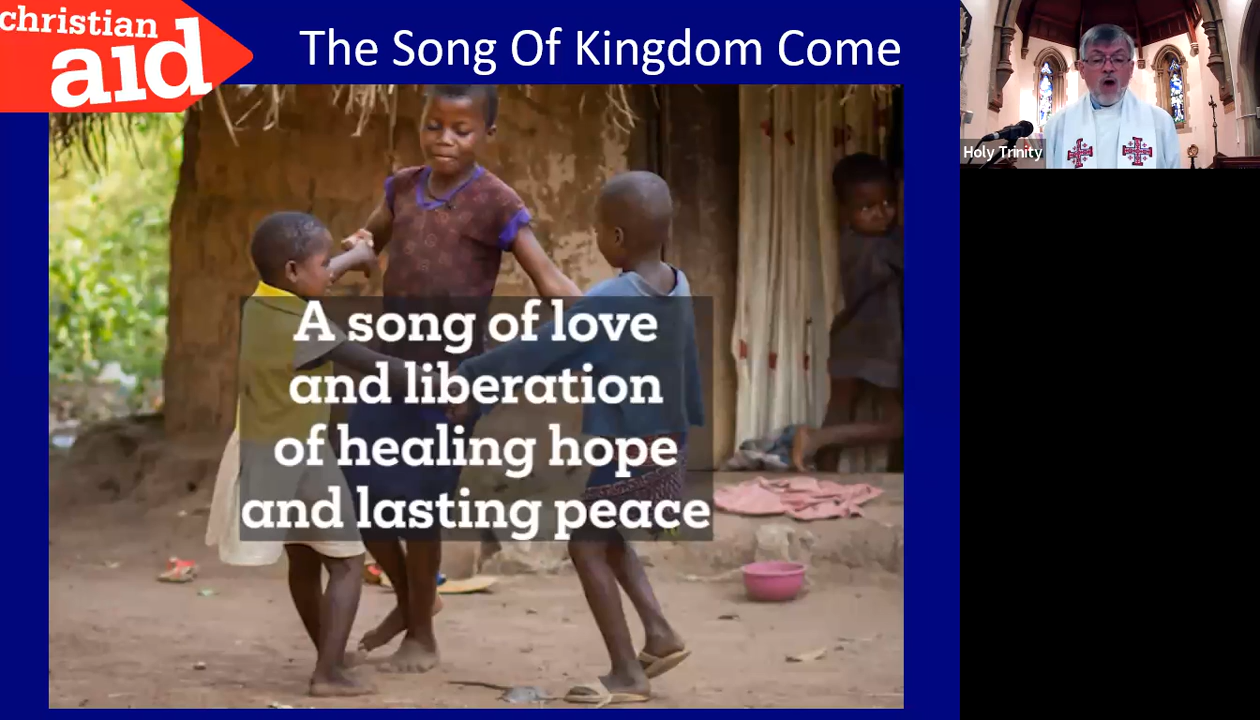 christian
aid
The Song Of Kingdom Come
A song of love
and liberation
of healing hope
and lasting peace
Holy Trinity